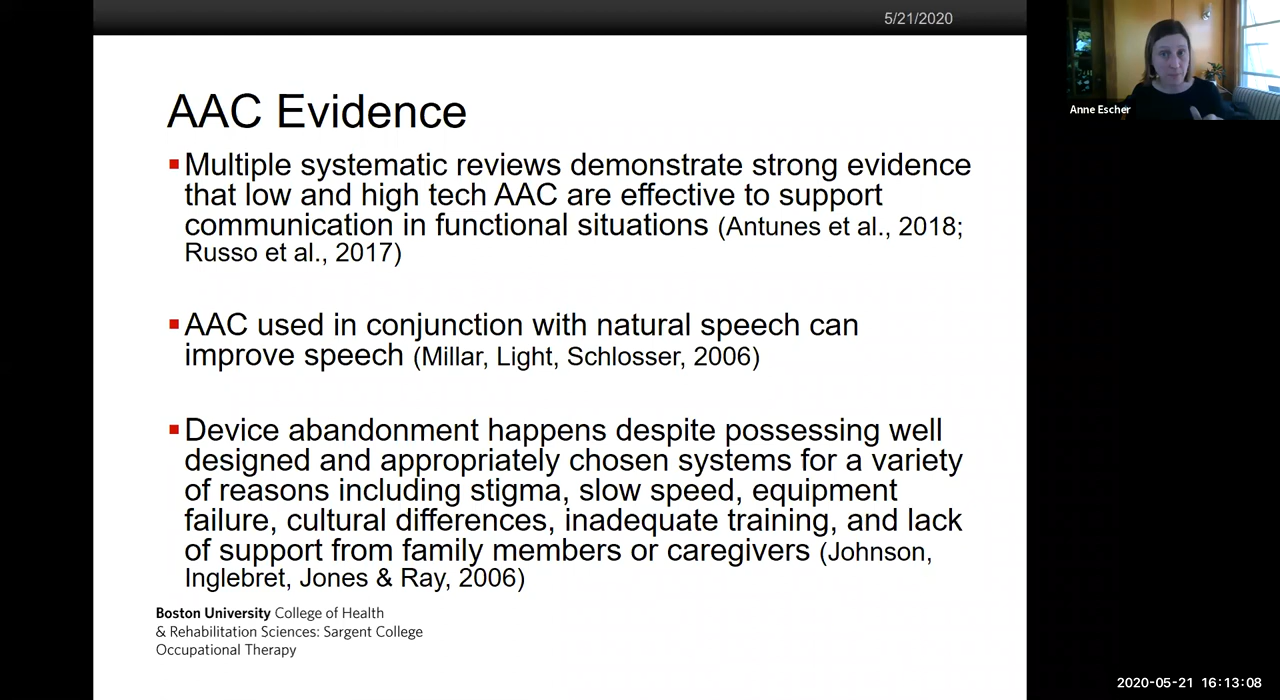 5/21/2020
AAC Evidence
Multiple systematic reviews demonstrate strong evidence
that low and high tech AAC are effective to support
communication in functional situations (Antunes et al., 2018;
Russo et al., 2017)
AAC used in conjunction with natural speech can
improve speech (Millar, Light, Schlosser, 2006)
Device abandonment happens despite possessing well
designed and appropriately chosen systems for a variety
of reasons including stigma, slow speed, equipment
failure, cultural differences, inadequate training, and lack
of support from family members or caregivers (Johnson,
Inglebret, Jones & Ray, 2006)
Boston University College of Health
& Rehabilitation Sciences: Sargent College
Occupational Therapy
Anne Escher
2020-05-21 16:13:08